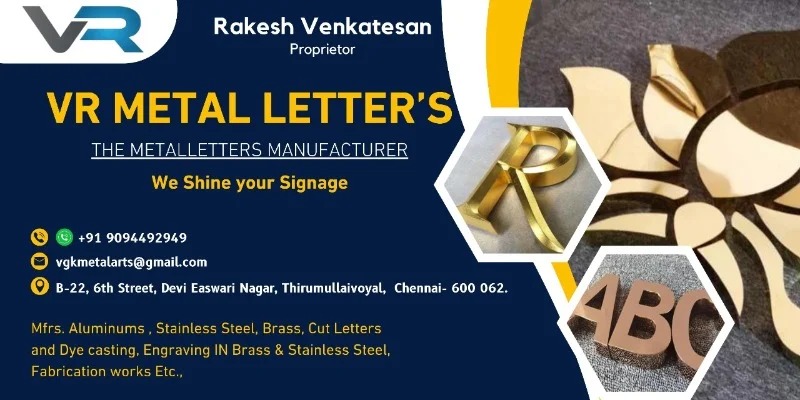 VR
Rakesh Venkatesan
Proprietor
VR METAL LETTER'S
THE METALLETTERS MANUFACTURER
We Shine your Signage
+91 9094492949
vgkmetalarts@gmail.com
B-22, 6th Street, Devi Easwari Nagar, Thirumullaivoyal, Chennai- 600 062.
Mfrs. Aluminums , Stainless Steel, Brass, Cut Letters
and Dye casting, Engraving IN Brass & Stainless Steel,
Fabrication works Etc.,
R
ABC